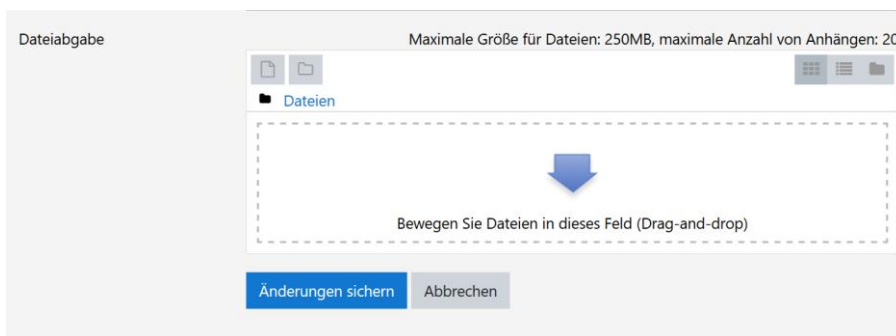 Dateiabgabe
Maximale Größe für Dateien: 250MB, maximale Anzahl von Anhängen: 20
Dateien
Bewegen Sie Dateien in dieses Feld (Drag-and-drop)
Änderungen sichern
Abbrechen